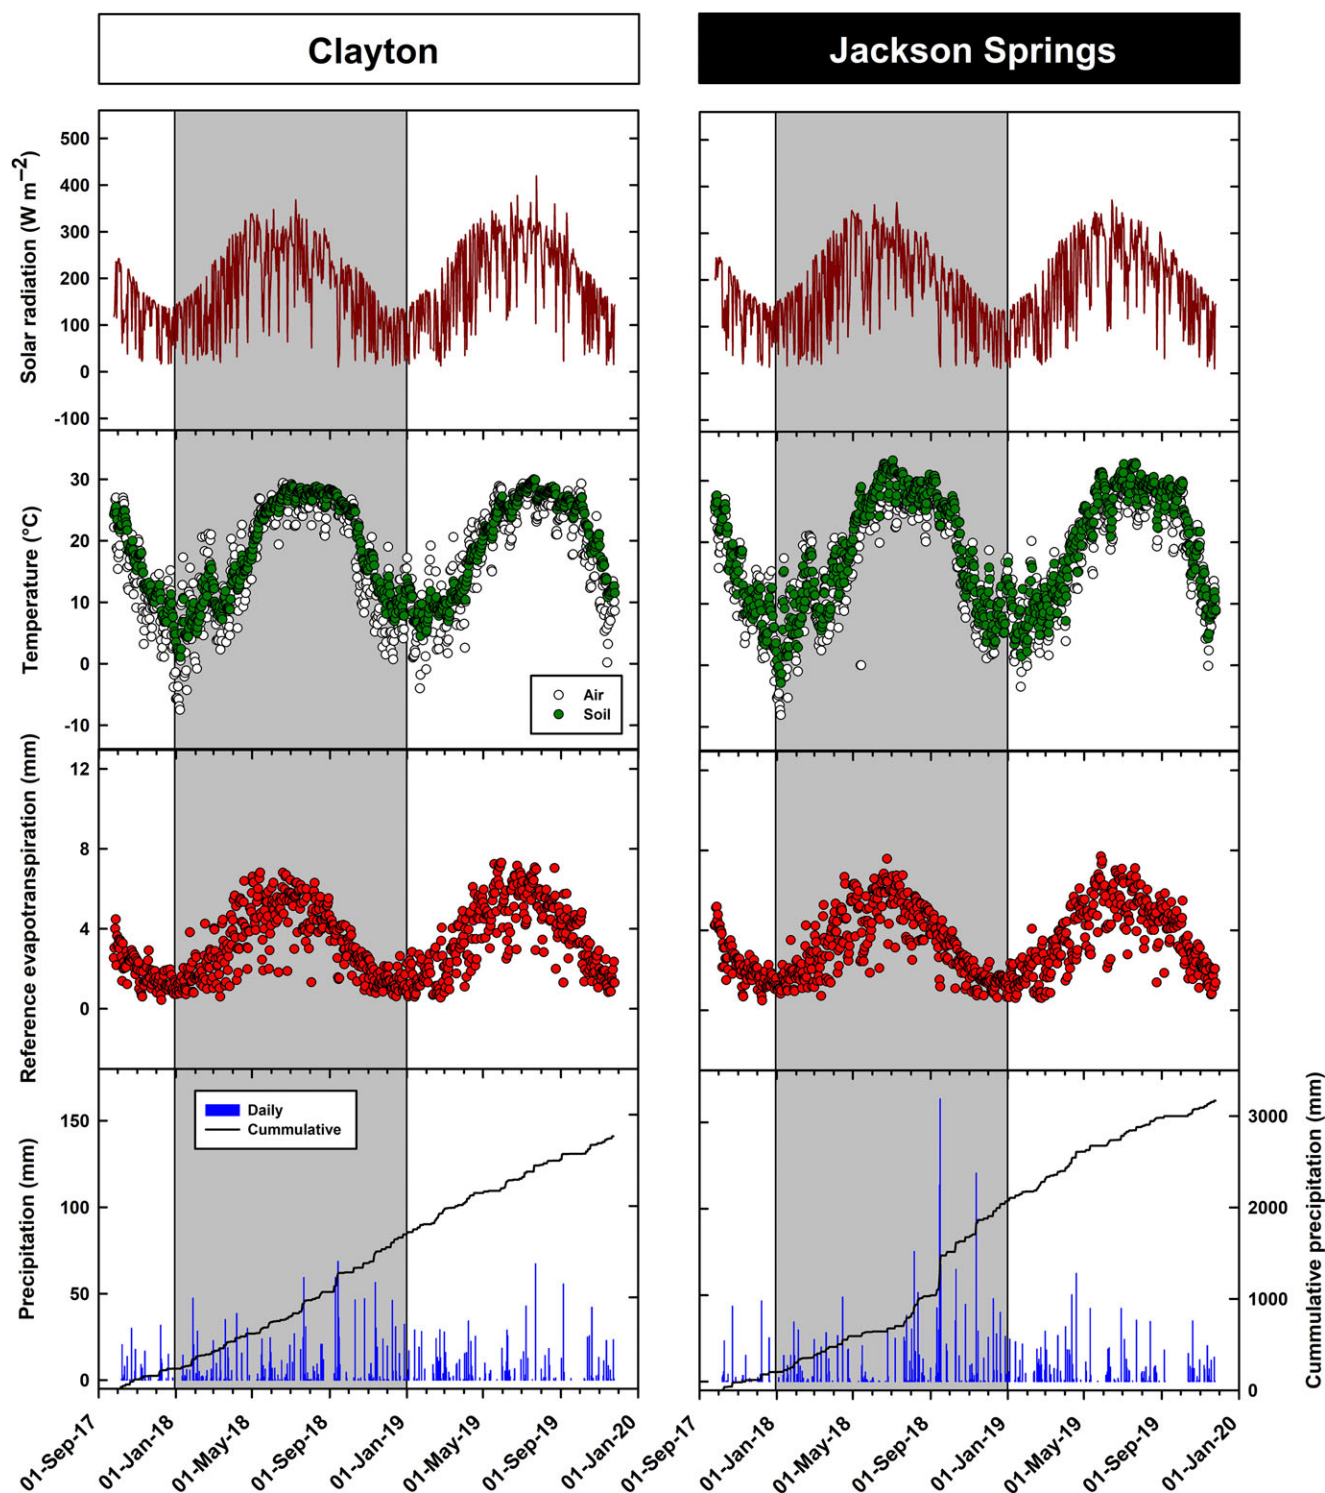 Clayton
Jackson Springs
Solar radiation (W m−2)
500
400
300
200
100
0
-100
Temperature (°C)
30
20
10
0
-10
Air
Soil
Reference evapotranspiration (mm)
12
8
4
0
Precipitation (mm)
150
100
50
0
Daily
Cummulative
Cumulative precipitation (mm)
3000
2000
1000
0
01-Sep-17
01-Jan-18
01-May-18
01-Sep-18
01-Jan-19
01-May-19
01-Sep-19
01-Jan-20
01-Sep-17
01-Jan-18
01-May-18
01-Sep-18
01-Jan-19
01-May-19
01-Sep-19
01-Jan-20